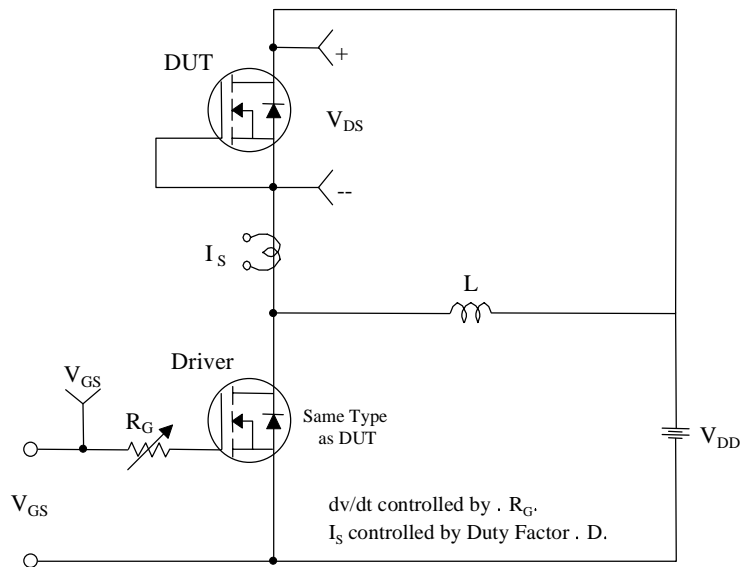 DUT
+
V_DS
--
I_S
L
Driver
V_GS
R_G
Same Type
as DUT
V_DD
V_GS
dv/dt controlled by . R_G.
I_S controlled by Duty Factor . D.